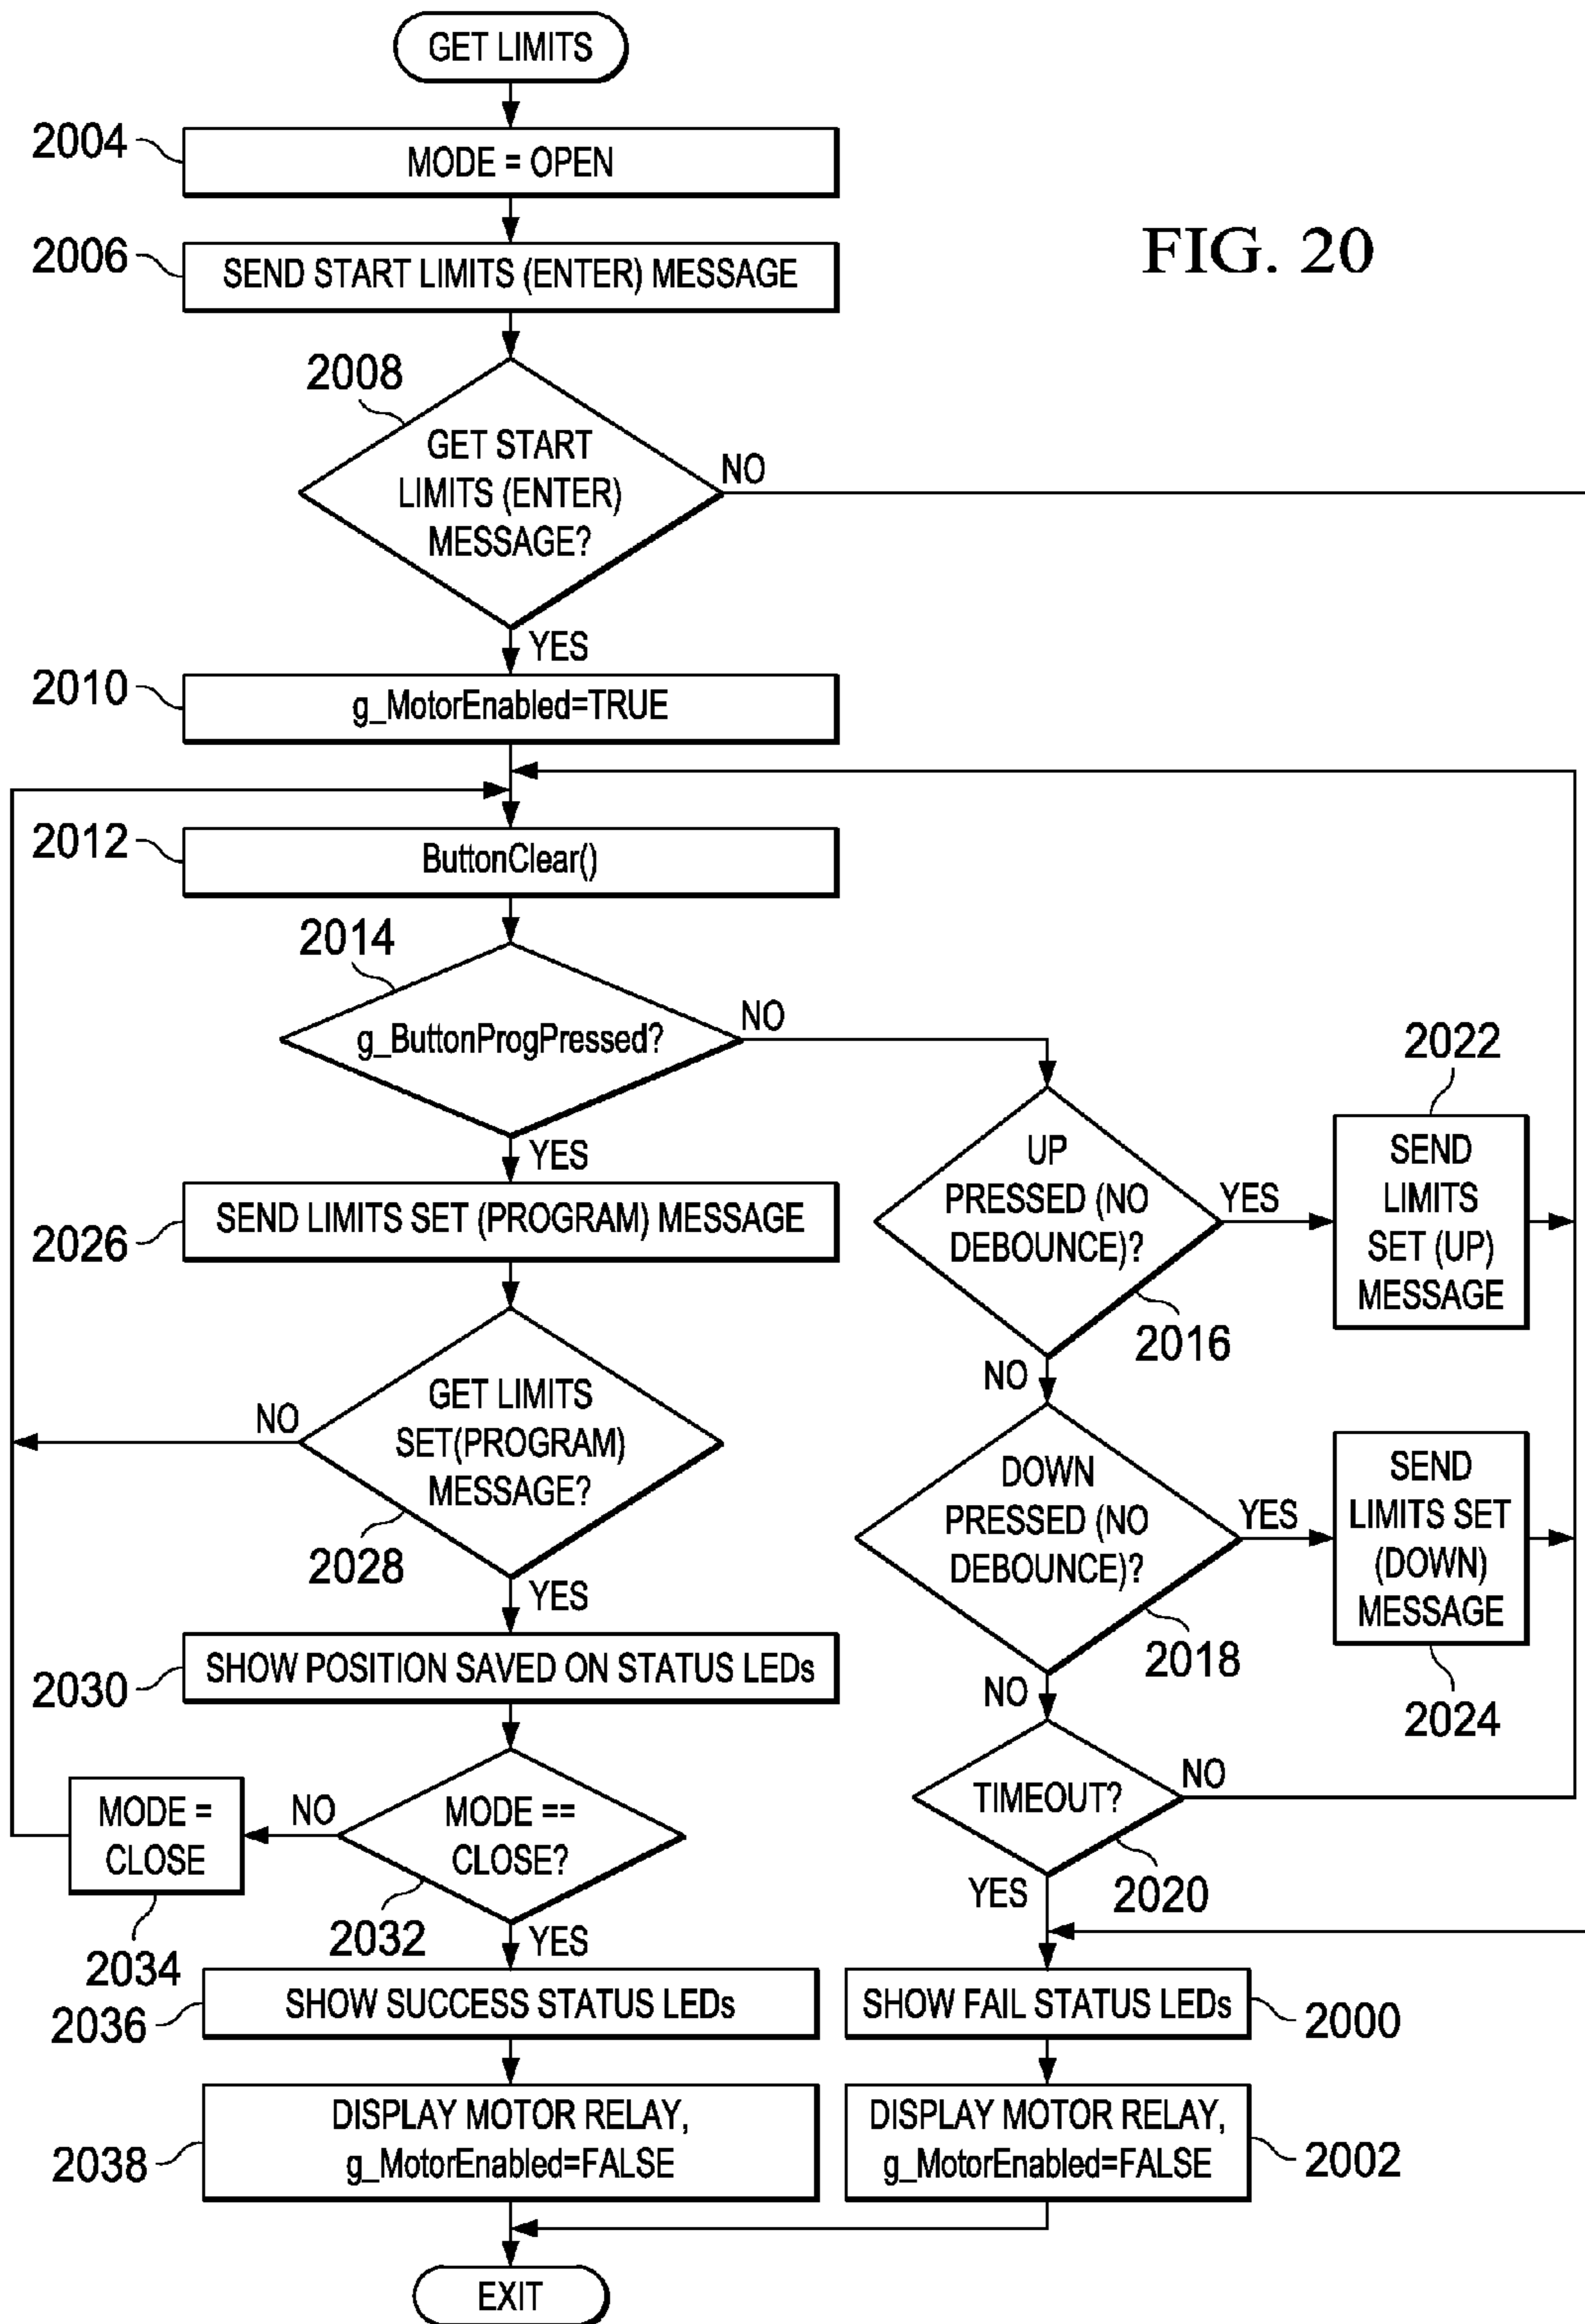 GET LIMITS
2004
MODE = OPEN
2006
SEND START LIMITS (ENTER) MESSAGE
FIG. 20
2008
GET START
LIMITS (ENTER)
MESSAGE?
NO
YES
2010
g_MotorEnabled=TRUE
2012
ButtonClear()
2014
g_ButtonProgPressed?
NO
YES
UP
PRESSED (NO
DEBOUNCE)?
2016
YES
2022
SEND
LIMITS
SET (UP)
MESSAGE
NO
2026
SEND LIMITS SET (PROGRAM) MESSAGE
GET LIMITS
SET(PROGRAM)
MESSAGE?
NO
2028
YES
DOWN
PRESSED (NO
DEBOUNCE)?
YES
2018
SEND
LIMITS SET
(DOWN)
MESSAGE
2024
NO
2030
SHOW POSITION SAVED ON STATUS LEDs
MODE ==
CLOSE?
NO
MODE =
CLOSE
2034
2032
YES
TIMEOUT?
NO
2020
YES
2036
SHOW SUCCESS STATUS LEDs
SHOW FAIL STATUS LEDs
2000
2038
DISPLAY MOTOR RELAY,
g_MotorEnabled=FALSE
DISPLAY MOTOR RELAY,
g_MotorEnabled=FALSE
2002
EXIT